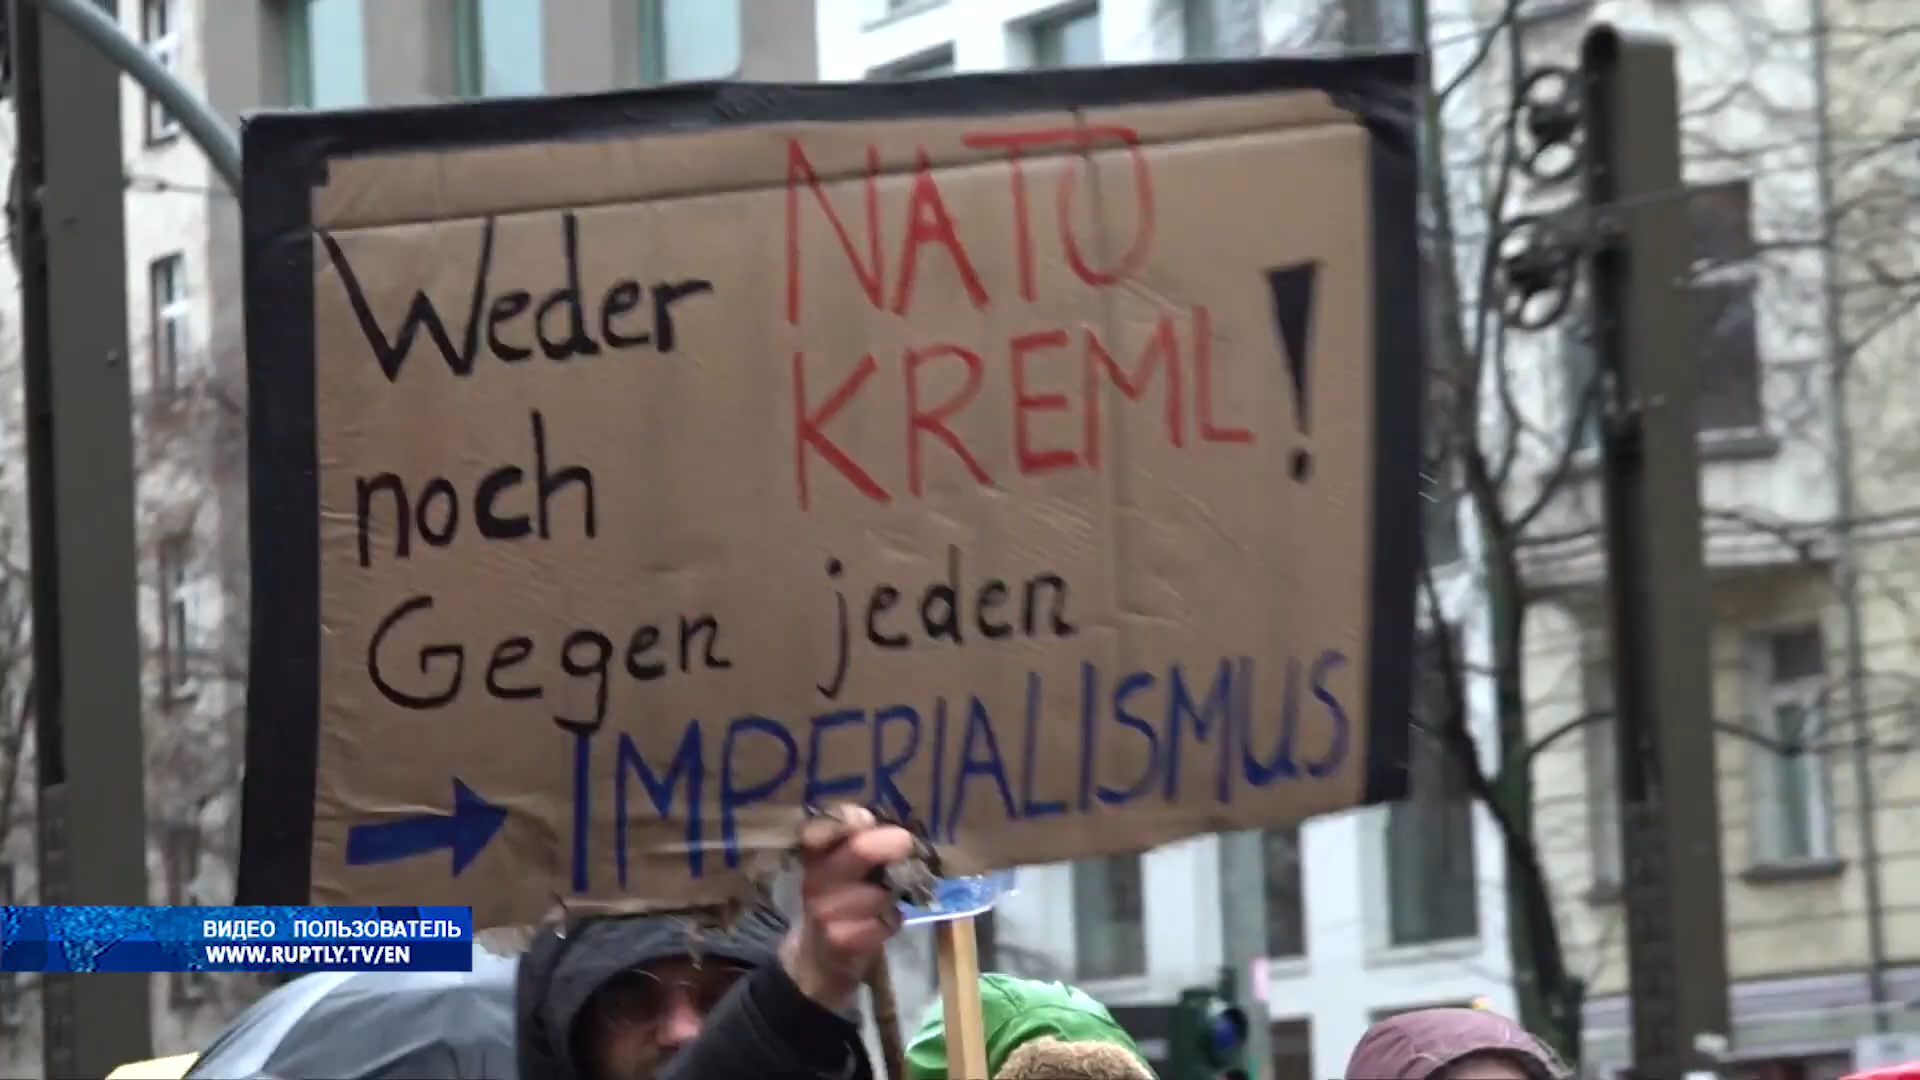 Weder NATO
noch KREML!
Gegen jeden
→ IMPERIALISMUS
ВИДЕО ПОЛЬЗОВАТЕЛЬ
WWW.RUPTLY.TV/EN